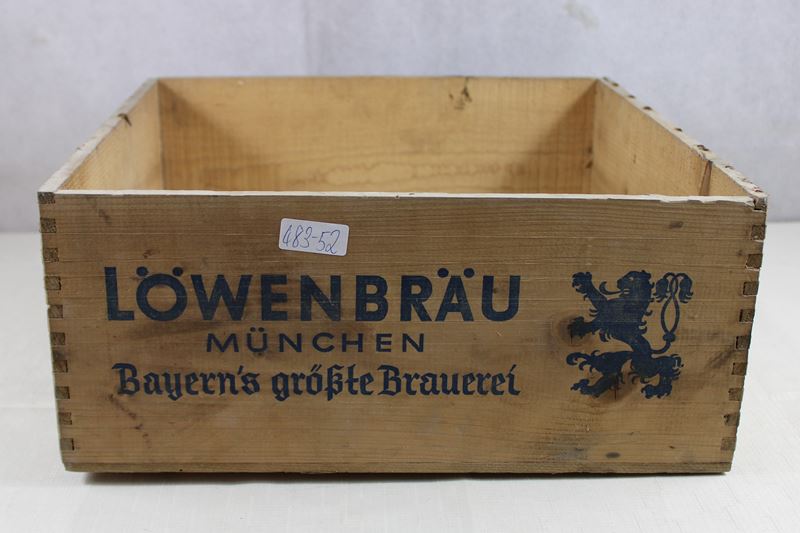 483-52
LÖWENBRÄU
MÜNCHEN
Bayern's größte Brauerei